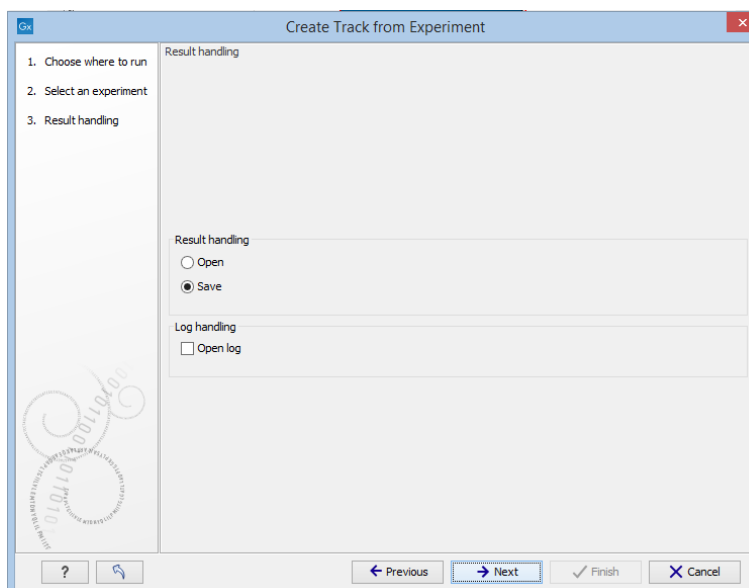 Gx
Create Track from Experiment
1. Choose where to run
2. Select an experiment
3. Result handling
Result handling
Result handling
Open
Save
Log handling
Open log
?
Previous
Next
Finish
Cancel